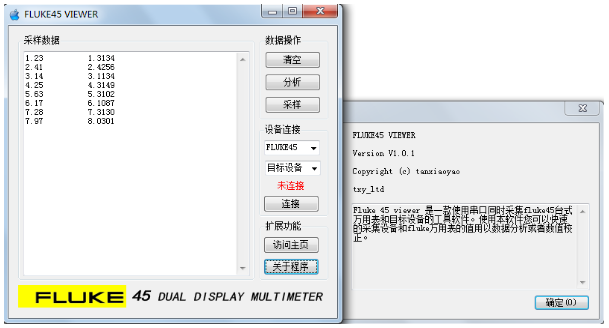 FLUKE45 VIEWER
采样数据
1.23 1.3134
2.41 2.4256
3.14 3.1134
4.25 4.3149
5.63 5.3102
6.17 6.1087
7.28 7.3130
7.97 8.0301
数据操作
清空
分析
采样
设备连接
FLUKE45
目标设备
未连接
连接
扩展功能
访问主页
关于程序
FLUKE 45 DUAL DISPLAY MULTIMETER
FLUKE45 VIEWER
Version V1.0.1
Copyright (c) tanxiaoyao
txy_ltd
Fluke 45 viewer 是一款使用串口同时采集fluke45台式
万用表和目标设备的工具软件。使用本软件您可以快速
的采集设备和fluke万用表的值用以数据分析或者数值校
正。
确定(O)